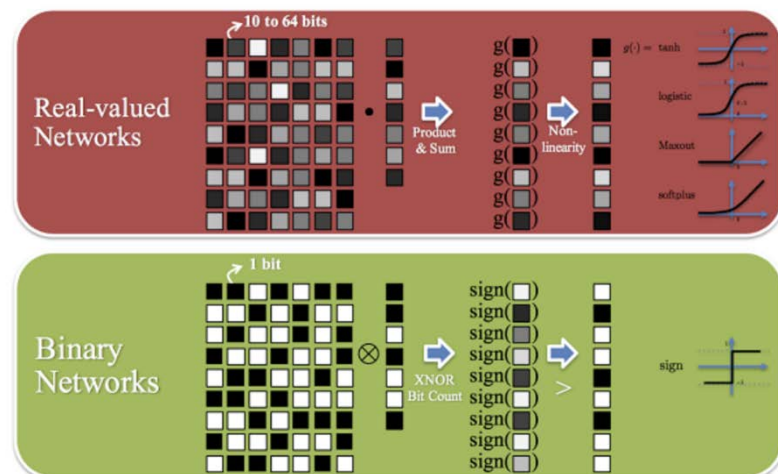 10 to 64 bits
Real-valued
Networks
•
Product
& Sum
g( )
g( )
g( )
g( )
g( )
g( )
g( )
g( )
g( )
Non-
linearity
g(·) = tanh
logistic
Maxout
softplus
1 bit
Binary
Networks
⊗
XNOR
Bit Count
sign( )
sign( )
sign( )
sign( )
sign( )
sign( )
sign( )
sign( )
sign( )
>
sign